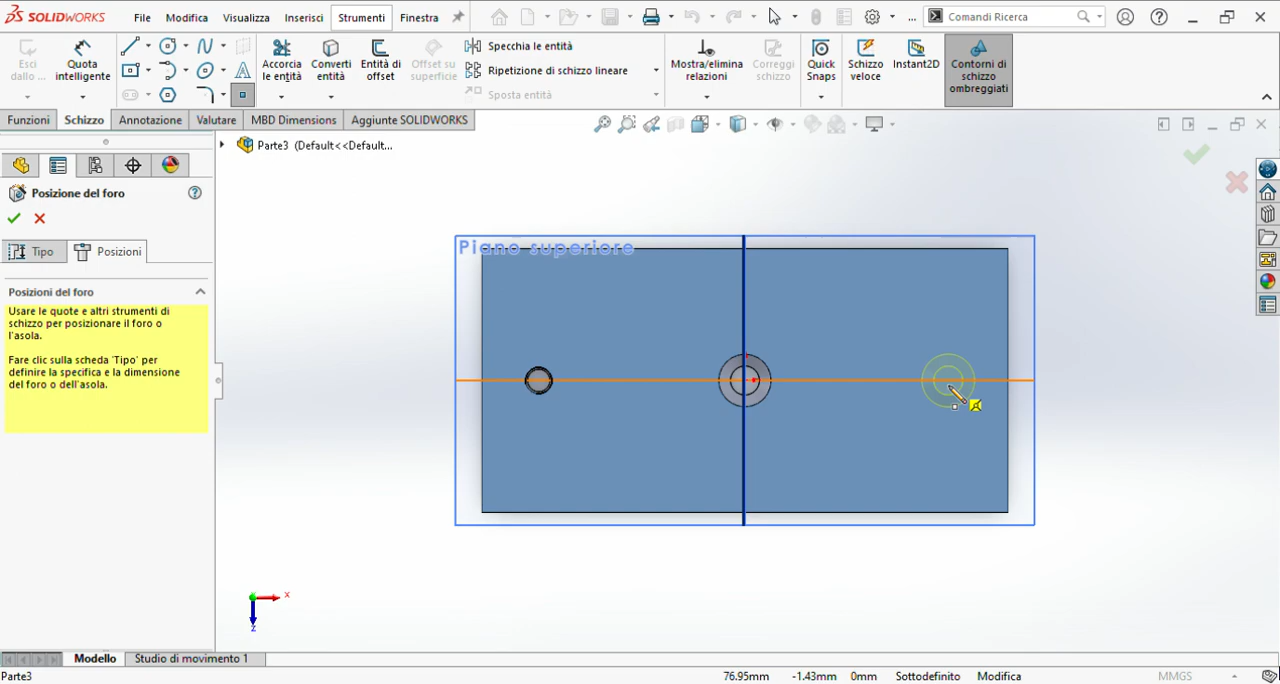 SOLIDWORKS
File
Modifica
Visualizza
Inserisci
Strumenti
Finestra
...
Comandi Ricerca
Esci
dallo ...
Quota
intelligente
Accorcia
le entità
Converti
entità
Entità di
offset
Offset su
superficie
Specchia le entità
Ripetizione di schizzo lineare
Sposta entità
Mostra/elimina
relazioni
Correggi
schizzo
Quick
Snaps
Schizzo
veloce
Instant2D
Contorni di
schizzo
ombreggiati
Funzioni
Schizzo
Annotazione
Valutare
MBD Dimensions
Aggiunte SOLIDWORKS
Parte3 (Default<<Default...
Posizione del foro
Tipo
Posizioni
Posizioni del foro
Usare le quote e altri strumenti di
schizzo per posizionare il foro o
l'asola.
Fare clic sulla scheda 'Tipo' per
definire la specifica e la dimensione
del foro o dell'asola.
Piano superiore
x
z
Modello
Studio di movimento 1
Parte3
76.95mm
-1.43mm
0mm
Sottodefinito
Modifica
MMGS